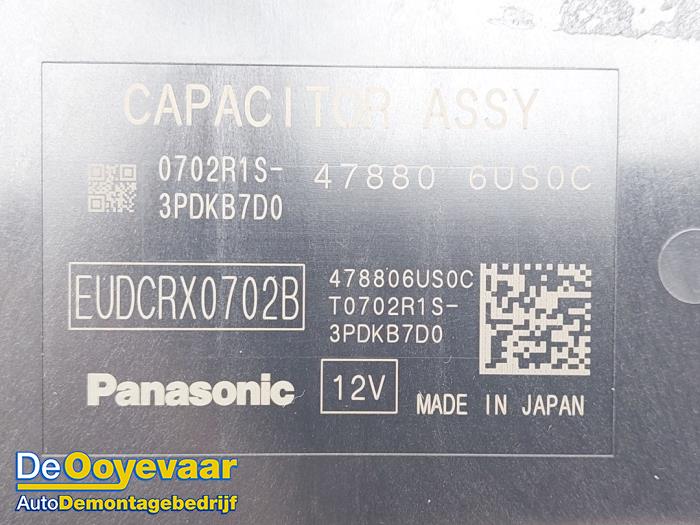 CAPACITOR ASSY
0702R1S- 47880 6US0C
3PDKB7D0
EUDCRX0702B
478806US0C
T0702R1S-
3PDKB7D0
Panasonic 12V MADE IN JAPAN
De Ooyevaar
AutoDemontagebedrijf